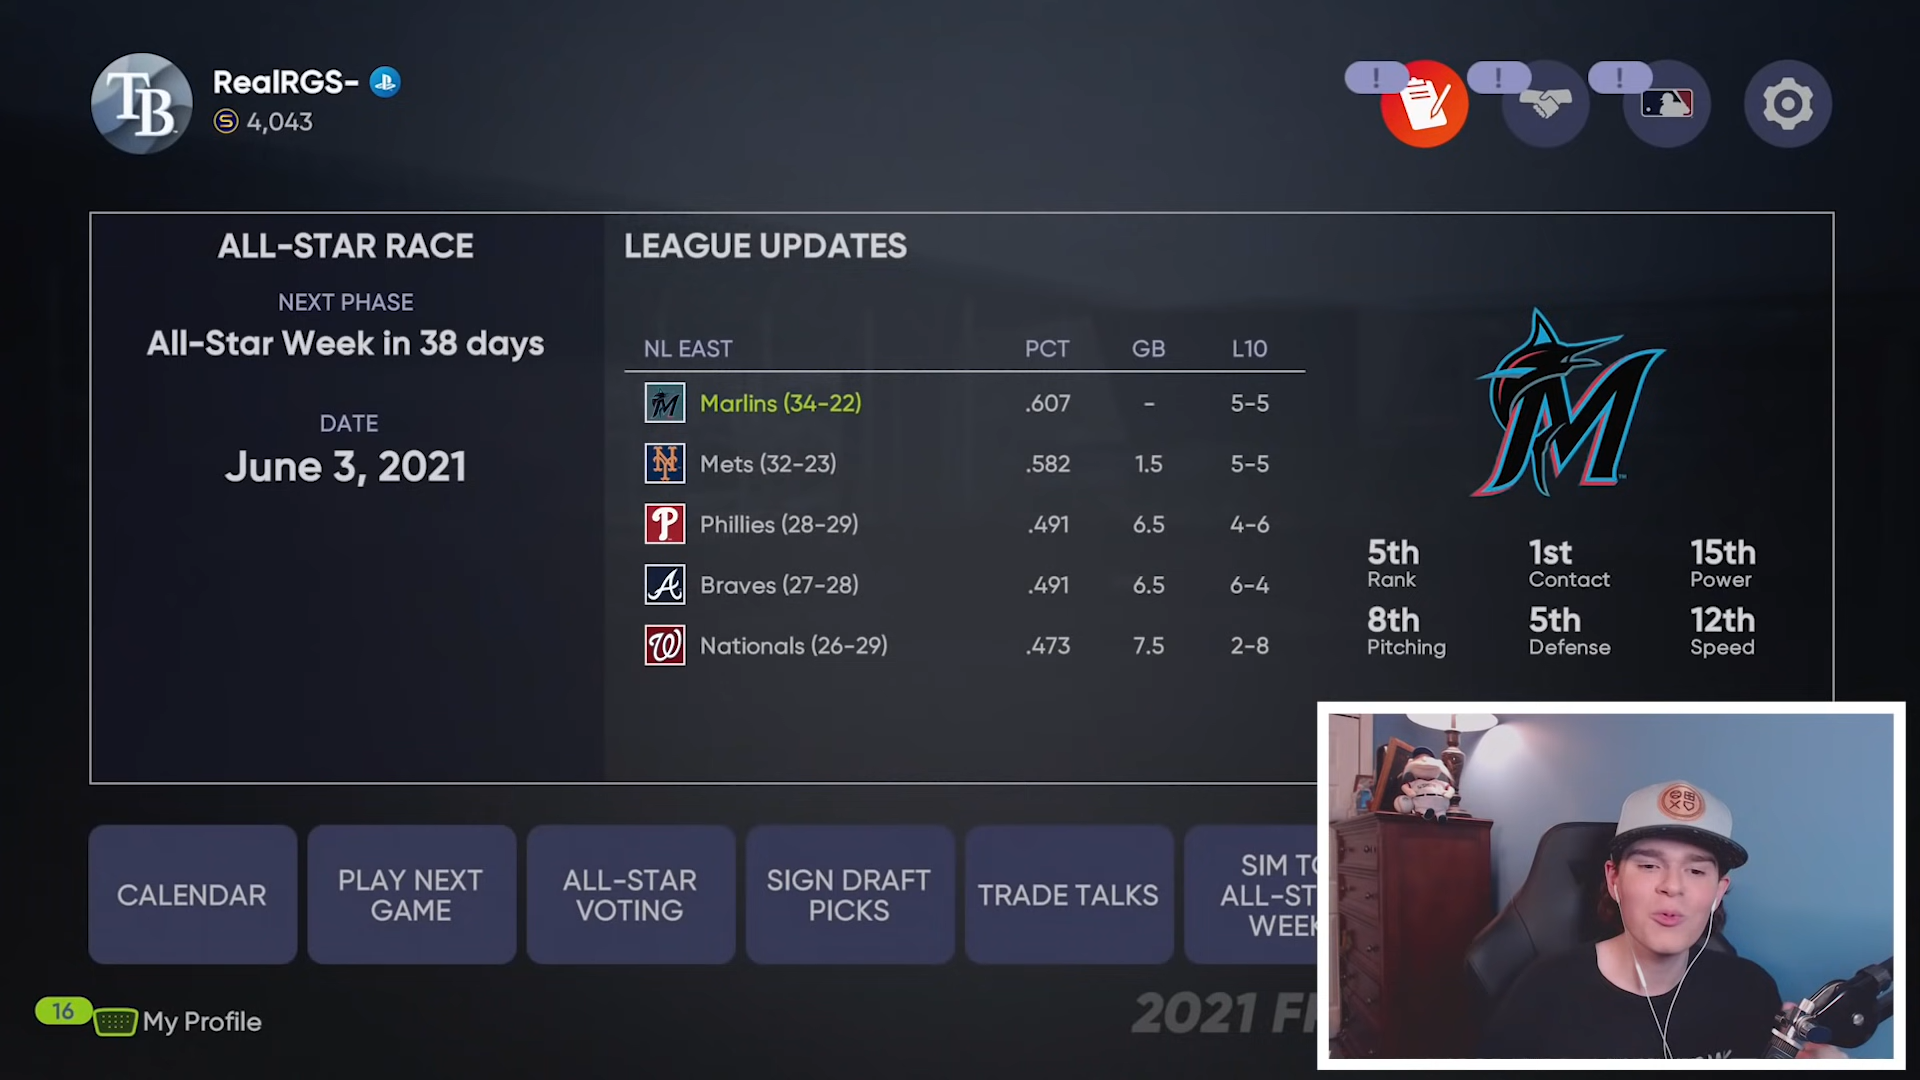 RealRGS-
4,043
ALL-STAR RACE
NEXT PHASE
All-Star Week in 38 days
DATE
June 3, 2021
LEAGUE UPDATES
NL EAST PCT GB L10
Marlins (34-22) .607 - 5-5
Mets (32-23) .582 1.5 5-5
Phillies (28-29) .491 6.5 4-6
Braves (27-28) .491 6.5 6-4
Nationals (26-29) .473 7.5 2-8
5th 1st 15th
Rank Contact Power
8th 5th 12th
Pitching Defense Speed
CALENDAR
PLAY NEXT
GAME
ALL-STAR
VOTING
SIGN DRAFT
PICKS
TRADE TALKS
SIM
ALL-ST
WEEK
16 My Profile
2021